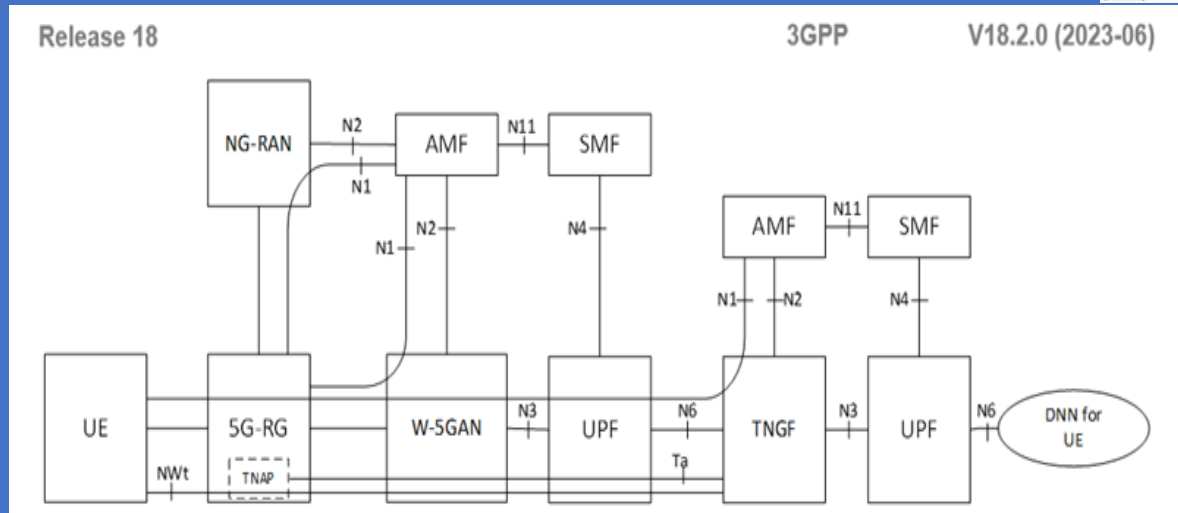 Release 18
3GPP
V18.2.0 (2023-06)
NG-RAN
N2
AMF
N11
SMF
N1
N1
N2
N4
AMF
N11
SMF
N1
N2
N4
UE
5G-RG
W-5GAN
N3
UPF
N6
TNGF
N3
UPF
N6
DNN for
UE
NWt
TNAP
Ta